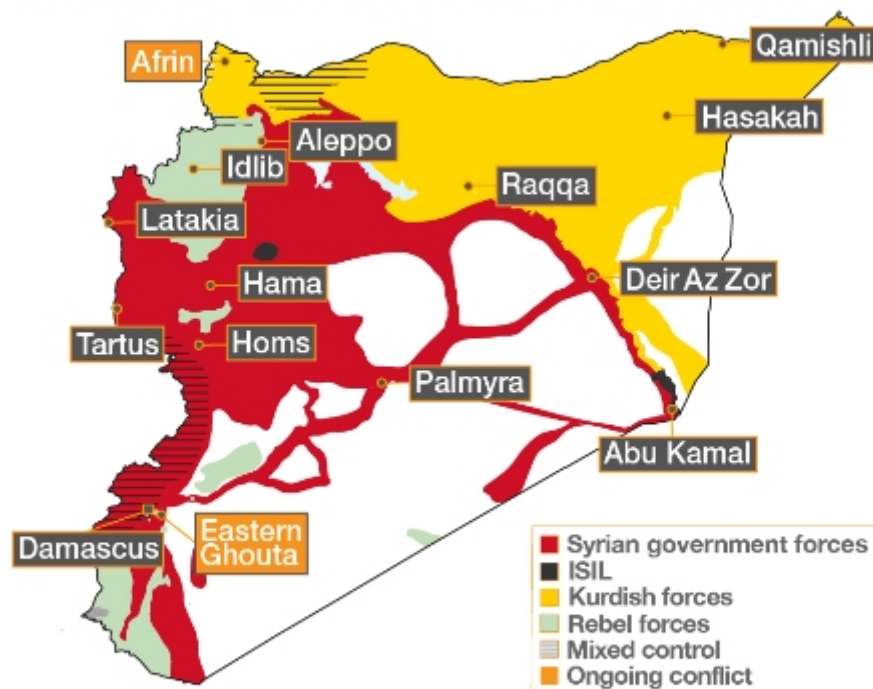 Afrin
Qamishli
Hasakah
Aleppo
Idlib
Raqqa
Latakia
Deir Az Zor
Hama
Tartus
Homs
Palmyra
Abu Kamal
Eastern
Ghouta
Damascus
Syrian government forces
ISIL
Kurdish forces
Rebel forces
Mixed control
Ongoing conflict